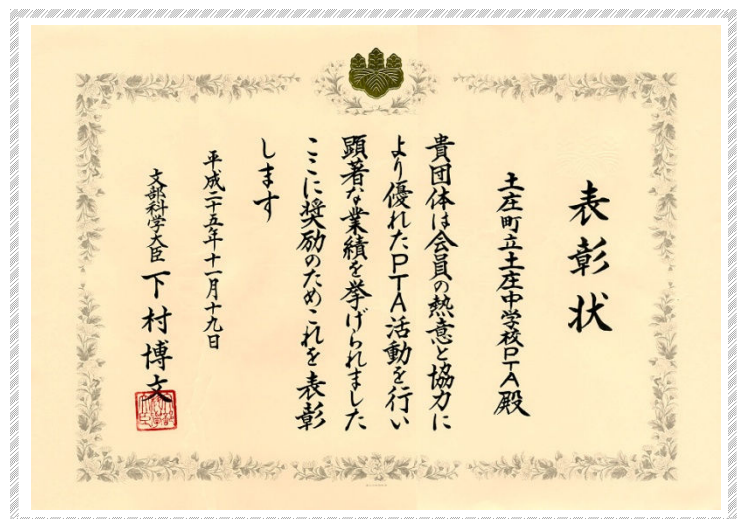 表彰状
土庄町立土庄中学校PTA殿
貴団体は会員の熱意と協力に
より優れたPTA活動を行い
顕著な業績を挙げられました
ここに奨励のためこれを表彰
します
平成二十五年十一月十九日
文部科学大臣 下村博文